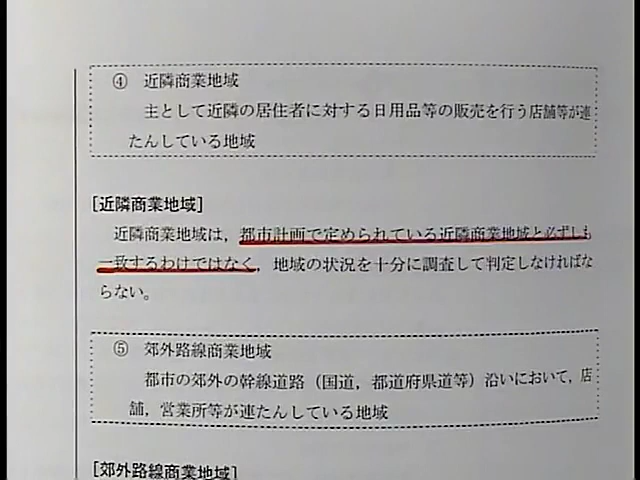 ④ 近隣商業地域
主として近隣の居住者に対する日用品等の販売を行う店舗等が連
たんしている地域
[近隣商業地域]
近隣商業地域は，都市計画で定められている近隣商業地域と必ずしも
一致するわけではなく，地域の状況を十分に調査して判定しなければな
らない。
⑤ 郊外路線商業地域
都市の郊外の幹線道路（国道，都道府県道等）沿いにおいて，店
舗，営業所等が連たんしている地域
[郊外路線商業地域]